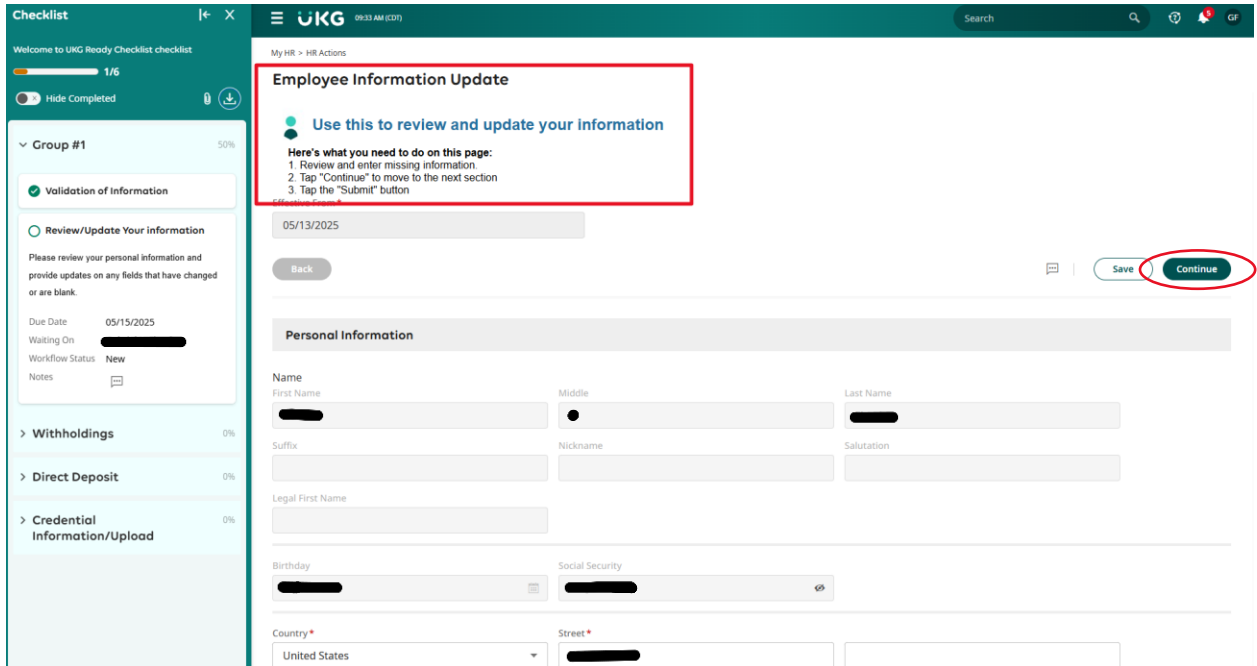 Checklist
Welcome to UKG Ready Checklist checklist
1/6
Hide Completed
Group #1 50%
Validation of Information
Review/Update Your information
Please review your personal information and
provide updates on any fields that have changed
or are blank.
Due Date 05/15/2025
Waiting On
Workflow Status New
Notes
Withholdings 0%
Direct Deposit 0%
Credential 0%
Information/Upload
UKG 09:33 AM (CDT) Search 5 GF
My HR > HR Actions
Employee Information Update
Use this to review and update your information
Here's what you need to do on this page:
1. Review and enter missing information.
2. Tap "Continue" to move to the next section
3. Tap the "Submit" button
Effective From*
05/13/2025
Back Save Continue
Personal Information
Name
First Name Middle Last Name
Suffix Nickname Salutation
Legal First Name
Birthday Social Security
Country* Street*
United States